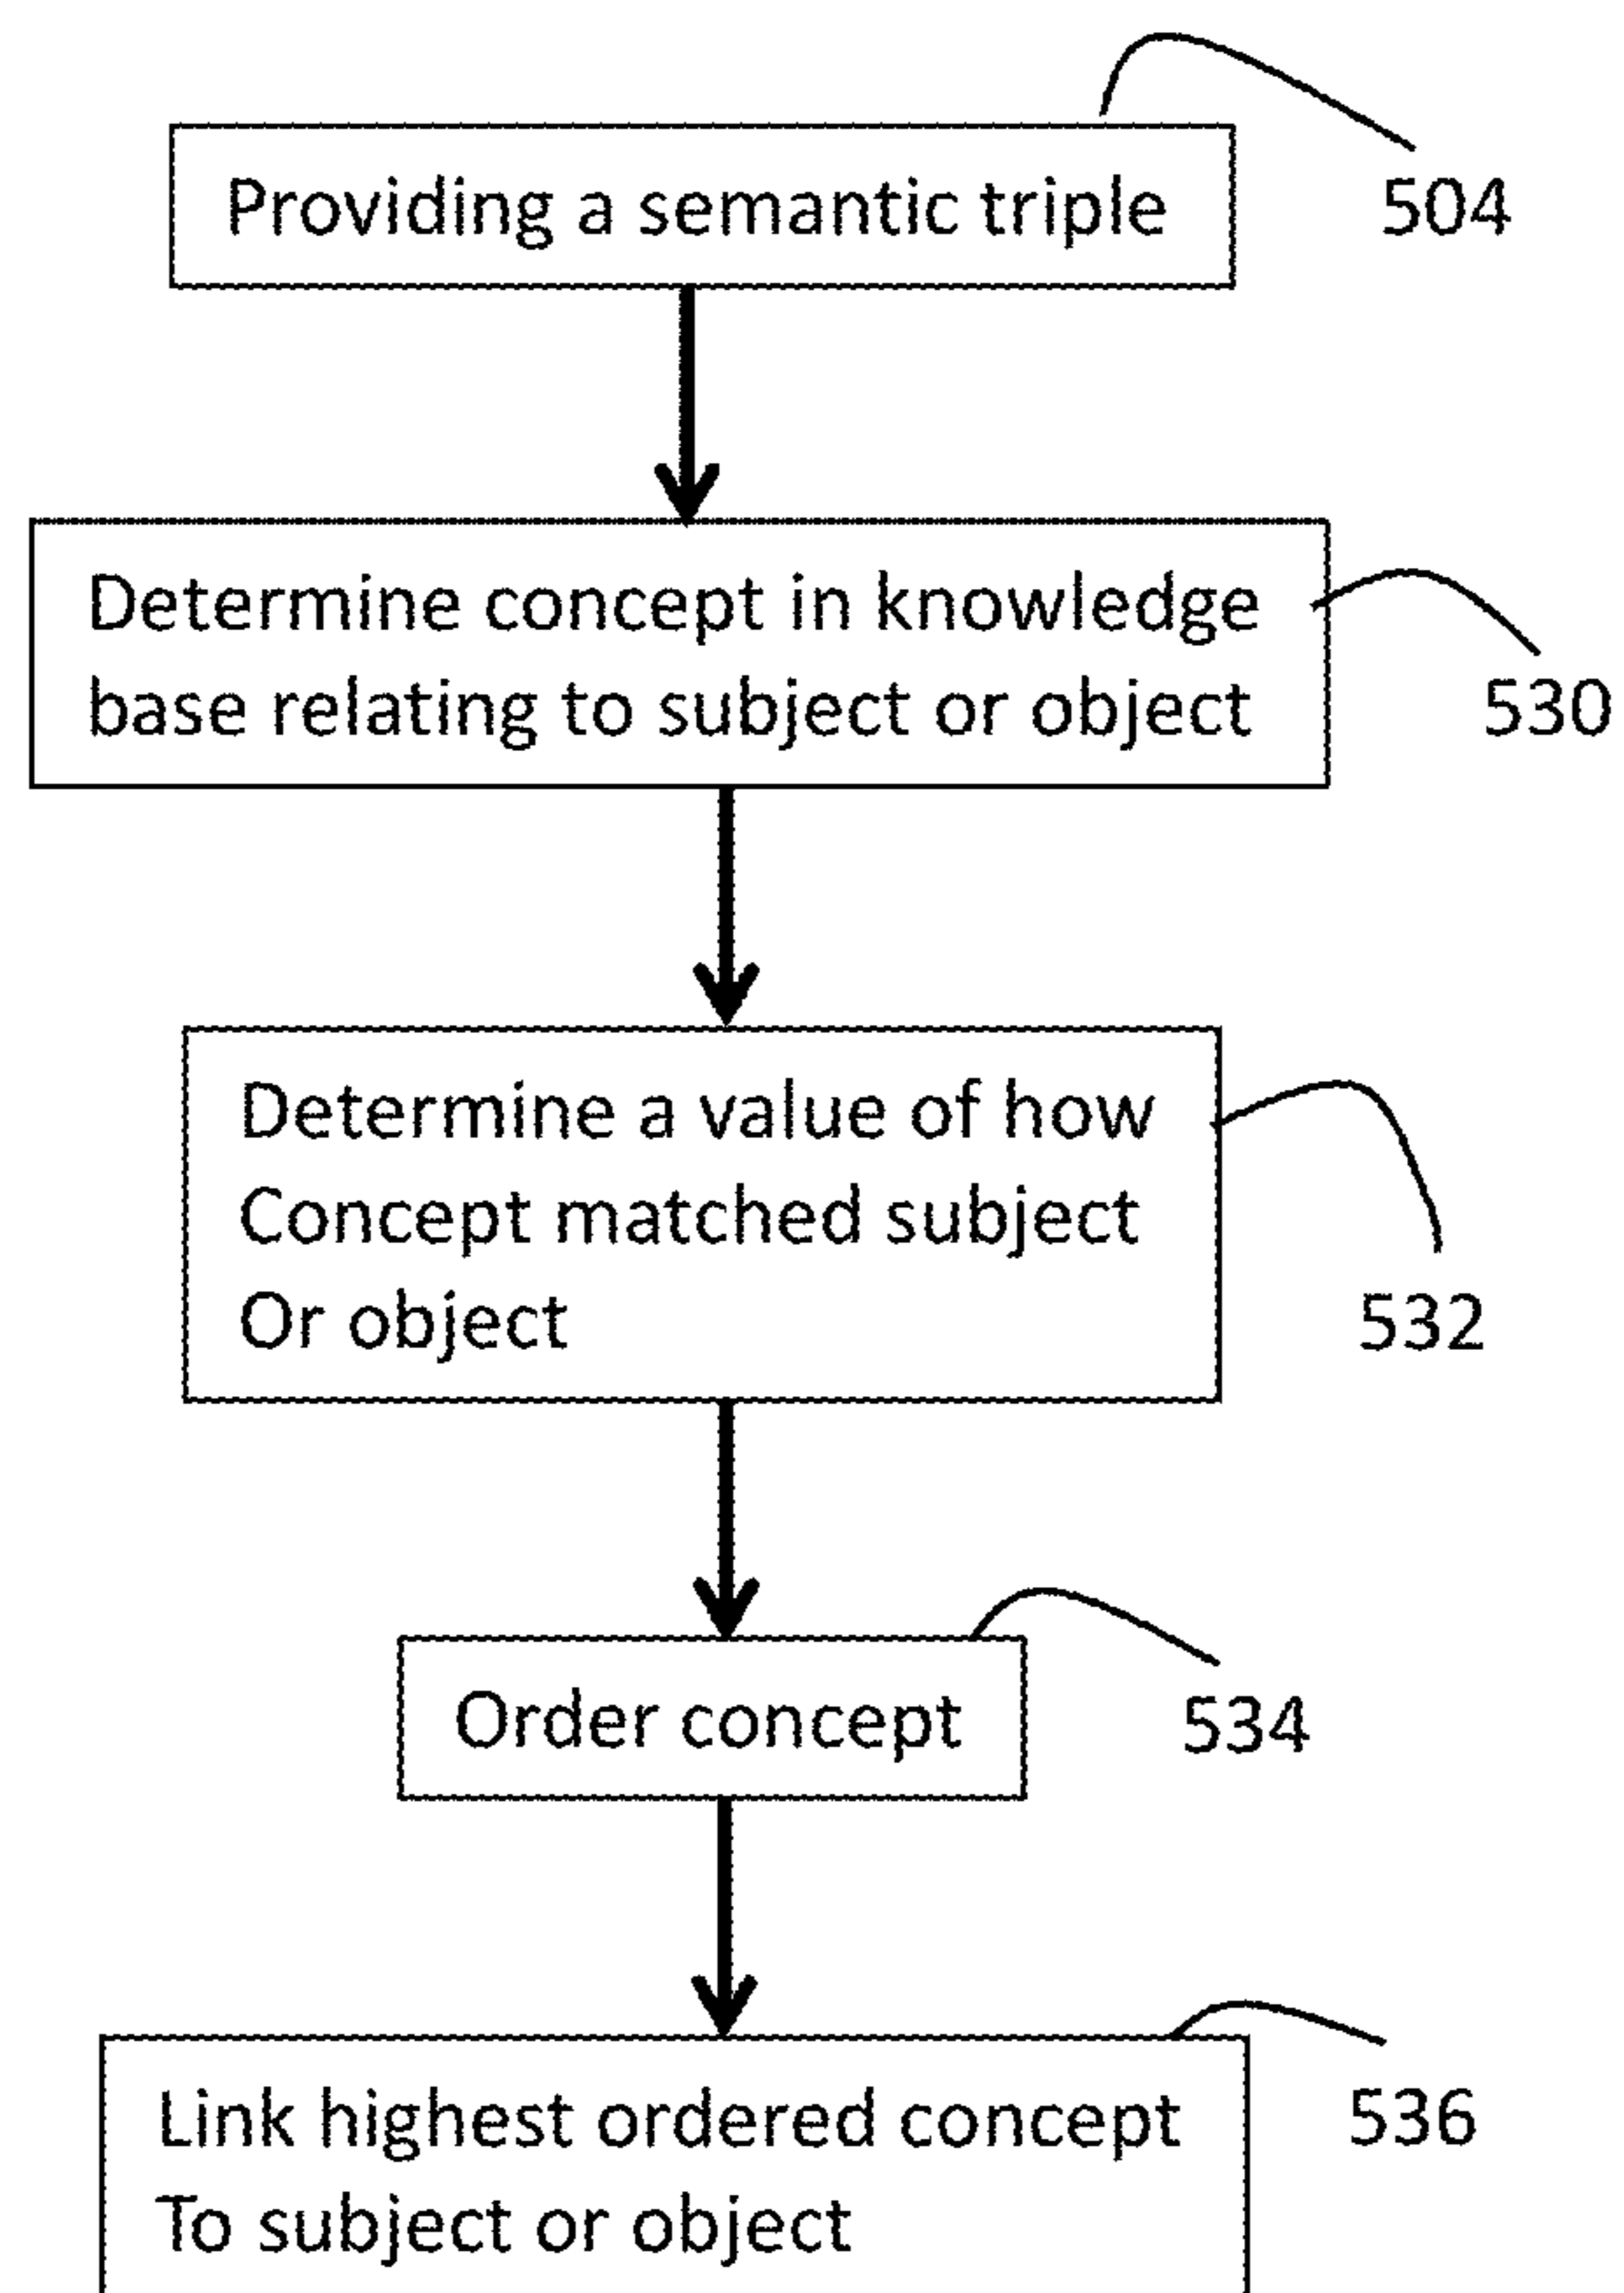 Providing a semantic triple
504
Determine concept in knowledge
base relating to subject or object
530
Determine a value of how
Concept matched subject
Or object
532
Order concept
534
Link highest ordered concept
To subject or object
536